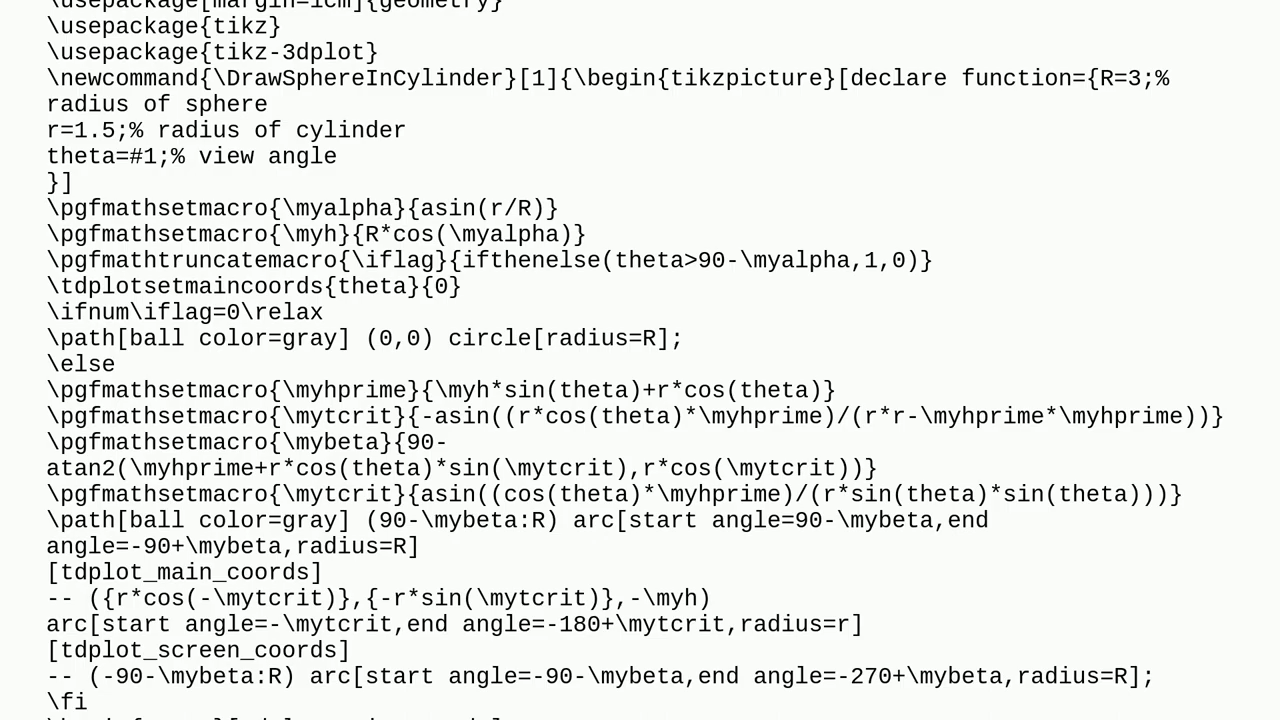 \usepackage[margin=1cm]{geometry}
\usepackage{tikz}
\usepackage{tikz-3dplot}
\newcommand{\DrawSphereInCylinder}[1]{\begin{tikzpicture}[declare function={R=3;%
radius of sphere
r=1.5;% radius of cylinder
theta=#1;% view angle
}]
\pgfmathsetmacro{\myalpha}{asin(r/R)}
\pgfmathsetmacro{\myh}{R*cos(\myalpha)}
\pgfmathtruncatemacro{\iflag}{ifthenelse(theta>90-\myalpha,1,0)}
\tdplotsetmaincoords{theta}{0}
\ifnum\iflag=0\relax
\path[ball color=gray] (0,0) circle[radius=R];
\else
\pgfmathsetmacro{\myhprime}{\myh*sin(theta)+r*cos(theta)}
\pgfmathsetmacro{\mytcrit}{-asin((r*cos(theta)*\myhprime)/(r*r-\myhprime*\myhprime))}
\pgfmathsetmacro{\mybeta}{90-
atan2(\myhprime+r*cos(theta)*sin(\mytcrit),r*cos(\mytcrit))}
\pgfmathsetmacro{\mytcrit}{asin((cos(theta)*\myhprime)/(r*sin(theta)*sin(theta)))}
\path[ball color=gray] (90-\mybeta:R) arc[start angle=90-\mybeta,end
angle=-90+\mybeta,radius=R]
[tdplot_main_coords]
-- ({r*cos(-\mytcrit)},{-r*sin(\mytcrit)},-\myh)
arc[start angle=-\mytcrit,end angle=-180+\mytcrit,radius=r]
[tdplot_screen_coords]
-- (-90-\mybeta:R) arc[start angle=-90-\mybeta,end angle=-270+\mybeta,radius=R];
\fi